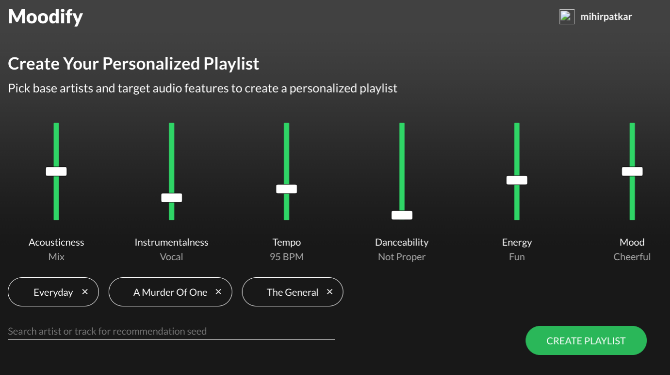 Moodify
mihirpatkar
Create Your Personalized Playlist
Pick base artists and target audio features to create a personalized playlist
Acousticness Instrumentalness Tempo Danceability Energy Mood
Mix Vocal 95 BPM Not Proper Fun Cheerful
Everyday × A Murder Of One × The General ×
Search artist or track for recommendation seed
CREATE PLAYLIST